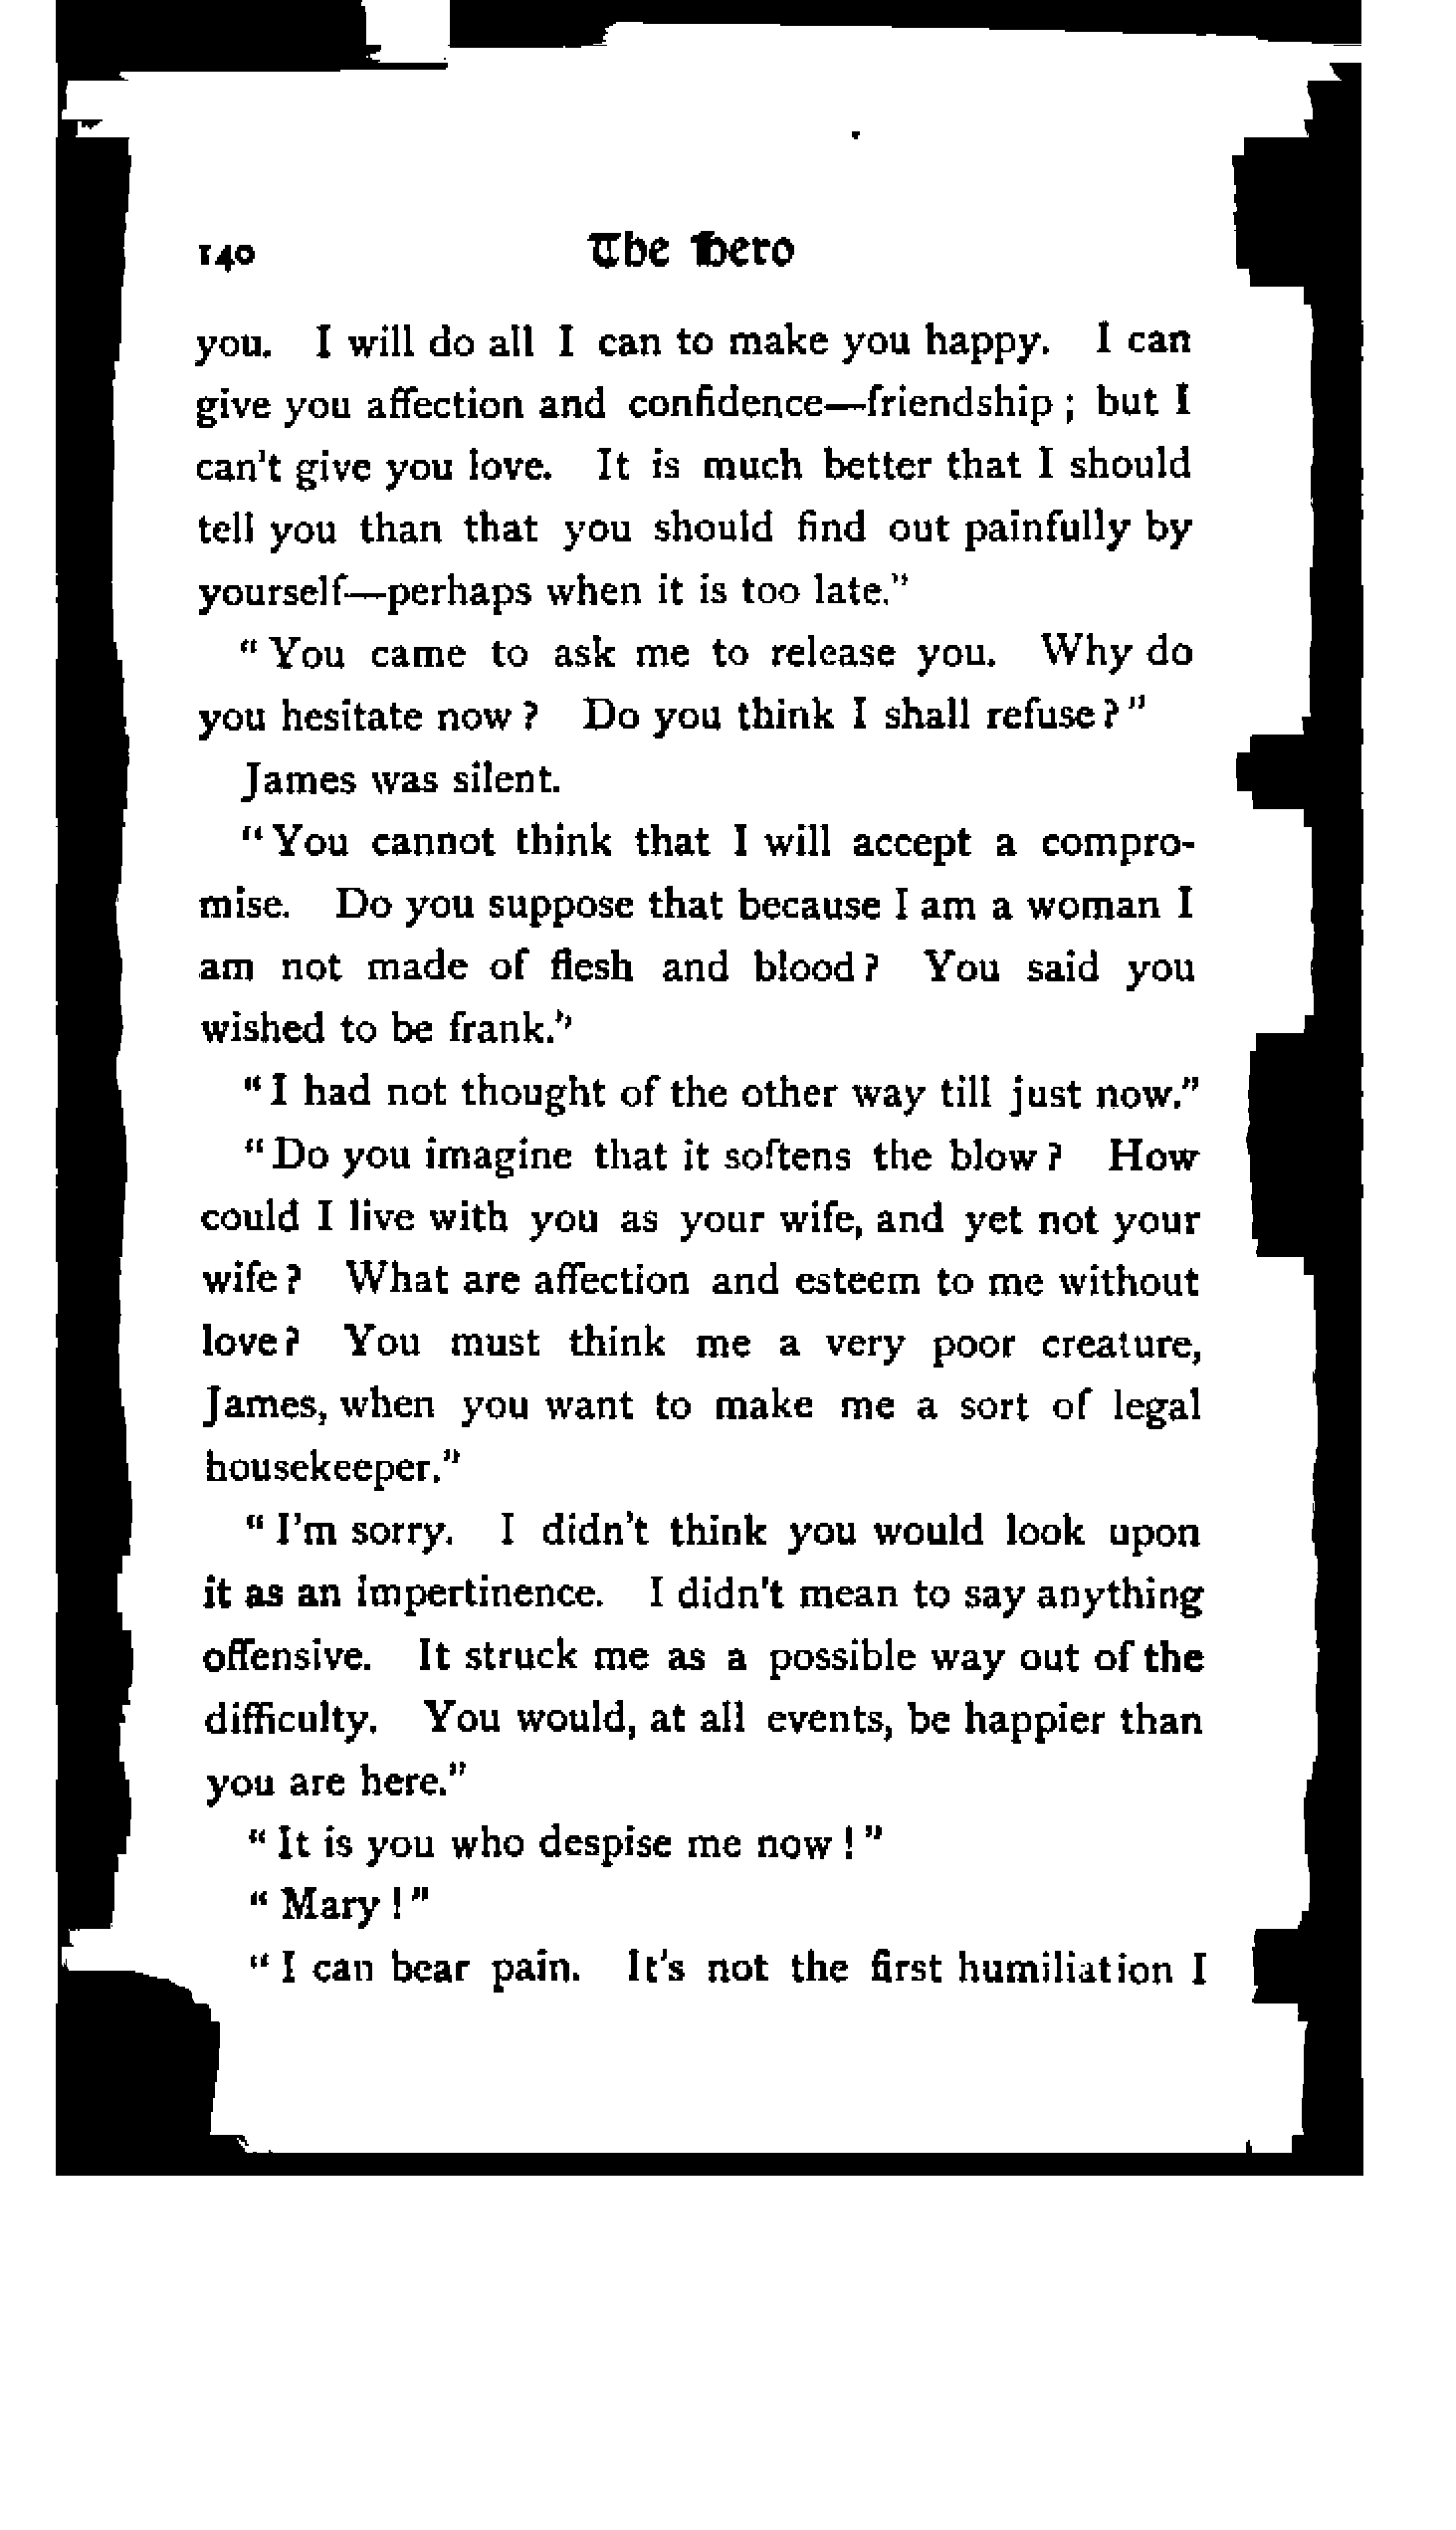 140 The Hero
you. I will do all I can to make you happy. I can
give you affection and confidence—friendship; but I
can't give you love. It is much better that I should
tell you than that you should find out painfully by
yourself—perhaps when it is too late."
"You came to ask me to release you. Why do
you hesitate now? Do you think I shall refuse?"
James was silent.
"You cannot think that I will accept a compro-
mise. Do you suppose that because I am a woman I
am not made of flesh and blood? You said you
wished to be frank."
"I had not thought of the other way till just now."
"Do you imagine that it softens the blow? How
could I live with you as your wife, and yet not your
wife? What are affection and esteem to me without
love? You must think me a very poor creature,
James, when you want to make me a sort of legal
housekeeper."
"I'm sorry. I didn't think you would look upon
it as an impertinence. I didn't mean to say anything
offensive. It struck me as a possible way out of the
difficulty. You would, at all events, be happier than
you are here."
"It is you who despise me now!"
"Mary!"
"I can bear pain. It's not the first humiliation I